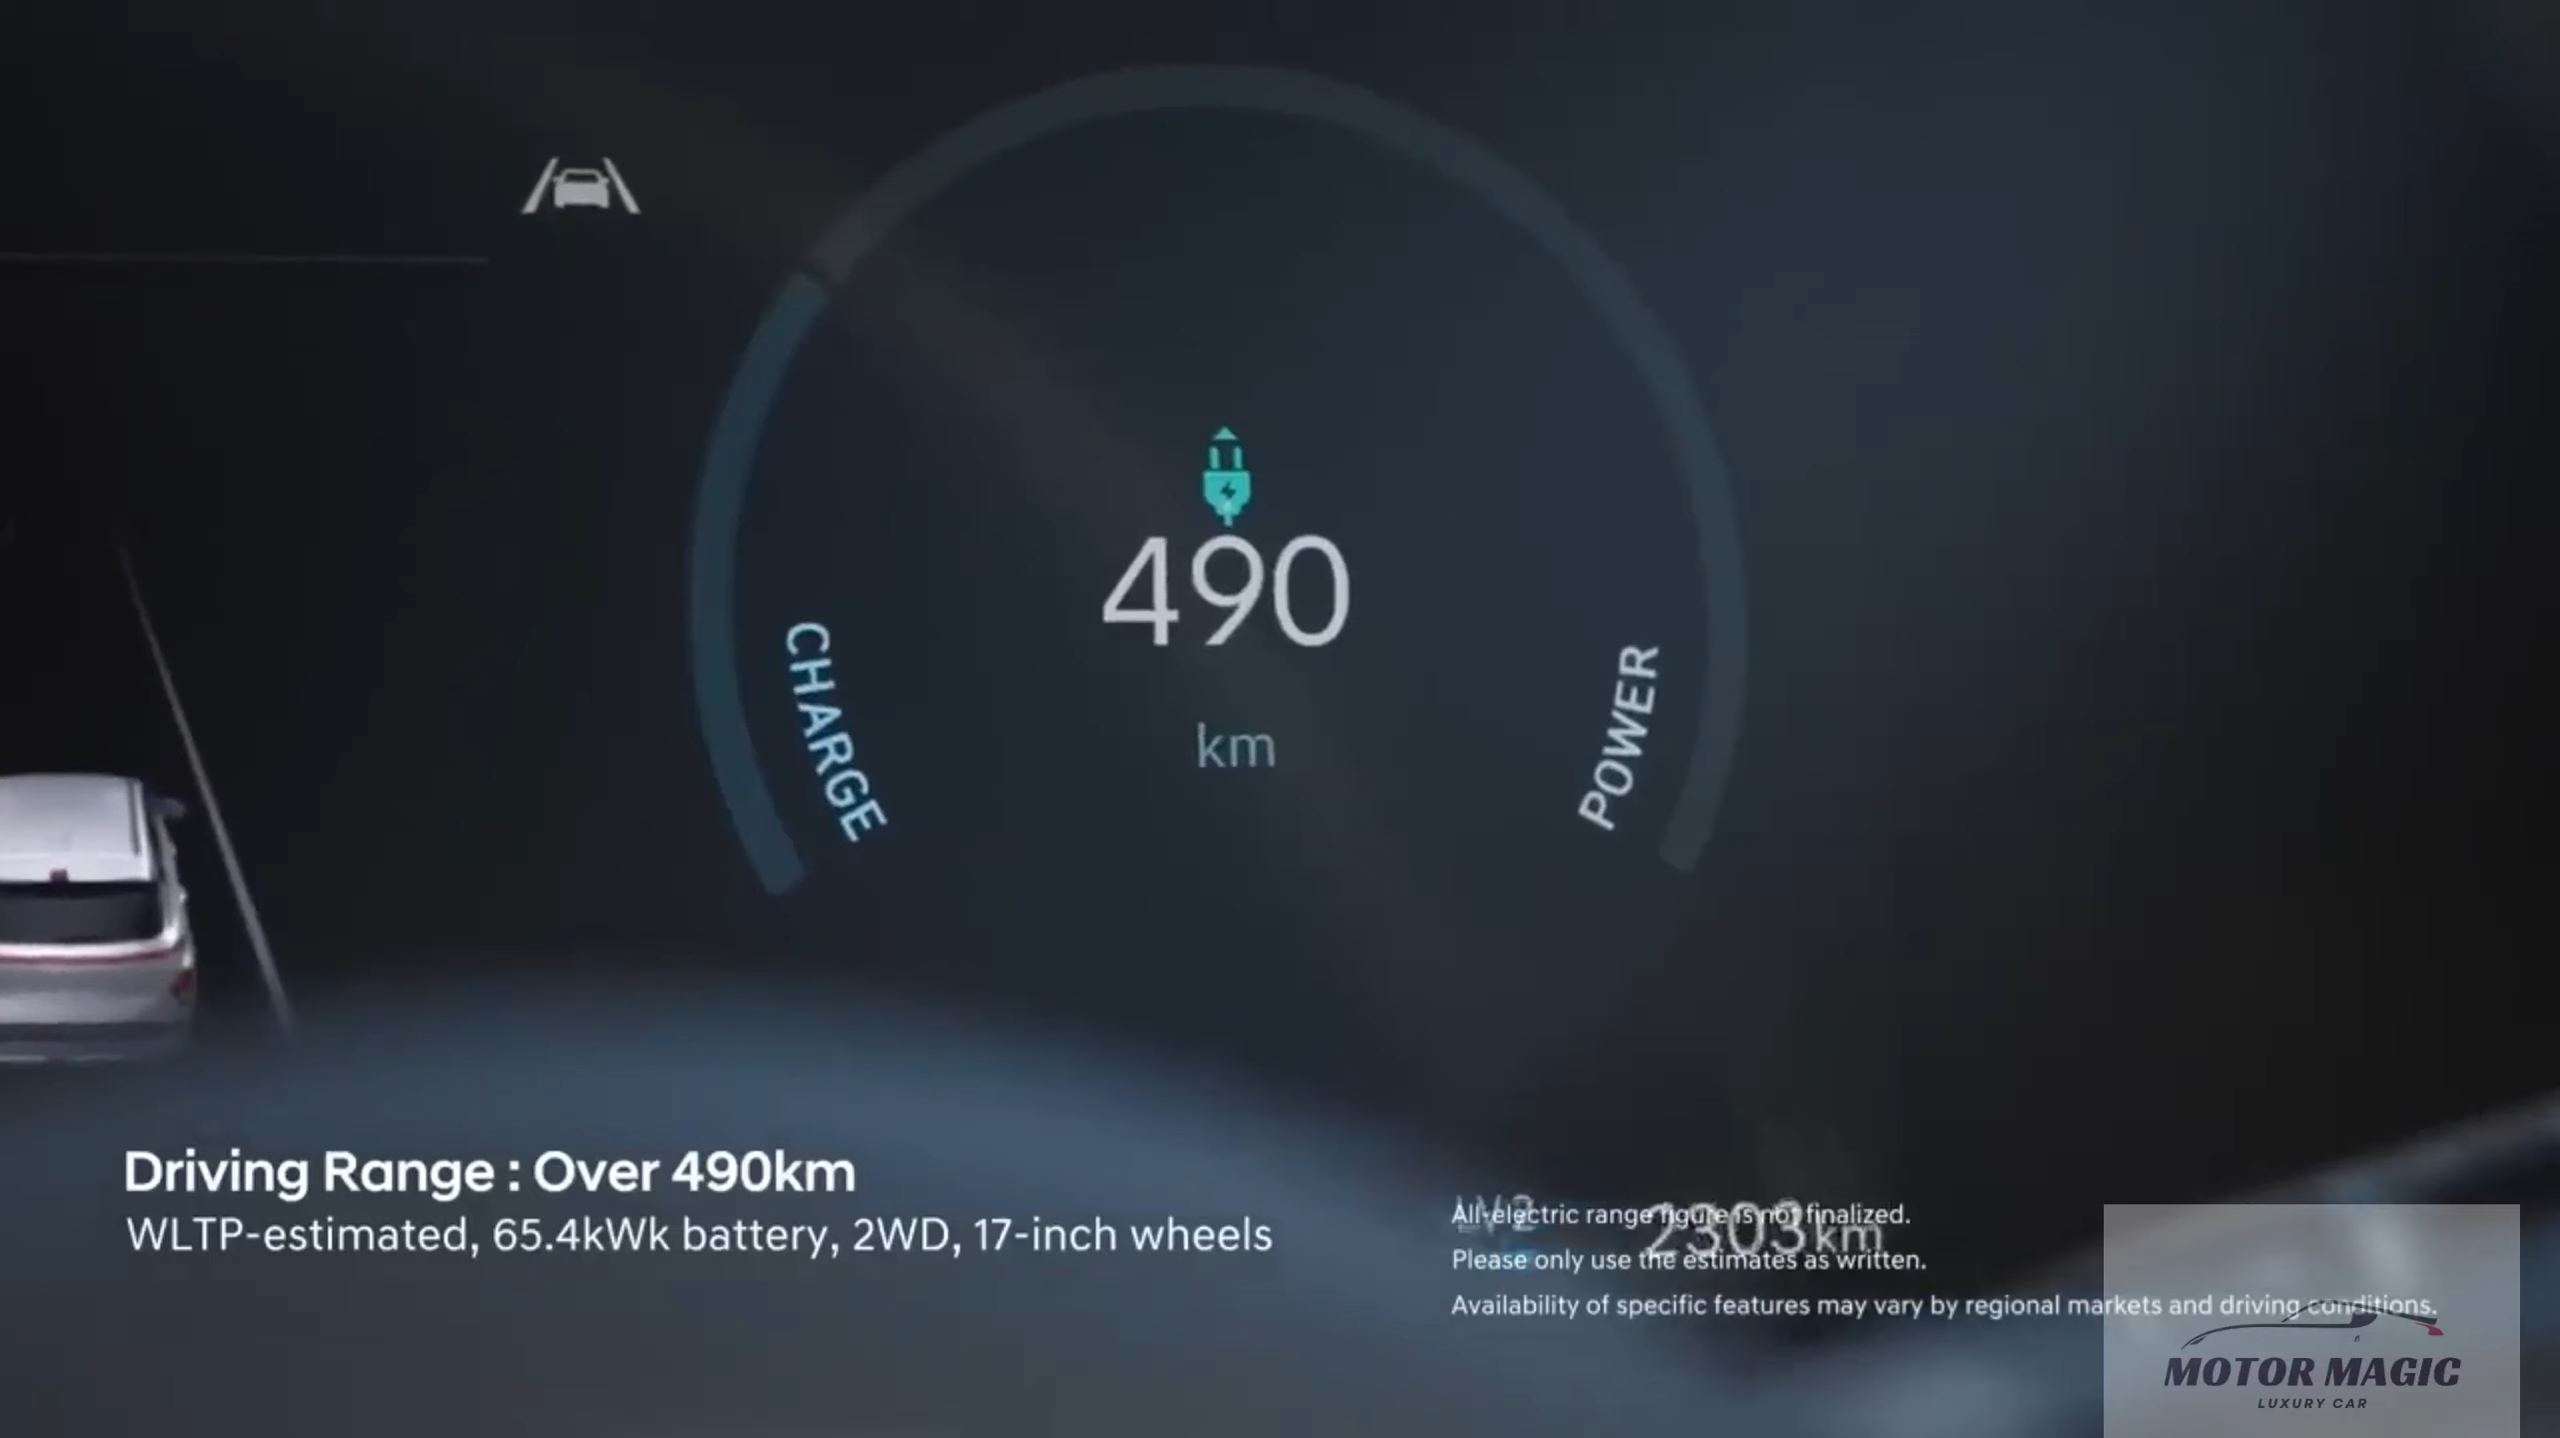 490
km
CHARGE
POWER
Driving Range : Over 490km
WLTP-estimated, 65.4kWk battery, 2WD, 17-inch wheels
2303km
All-electric range figure is not finalized.
Please only use the estimates as written.
Availability of specific features may vary by regional markets and driving conditions.
MOTOR MAGIC
LUXURY CAR